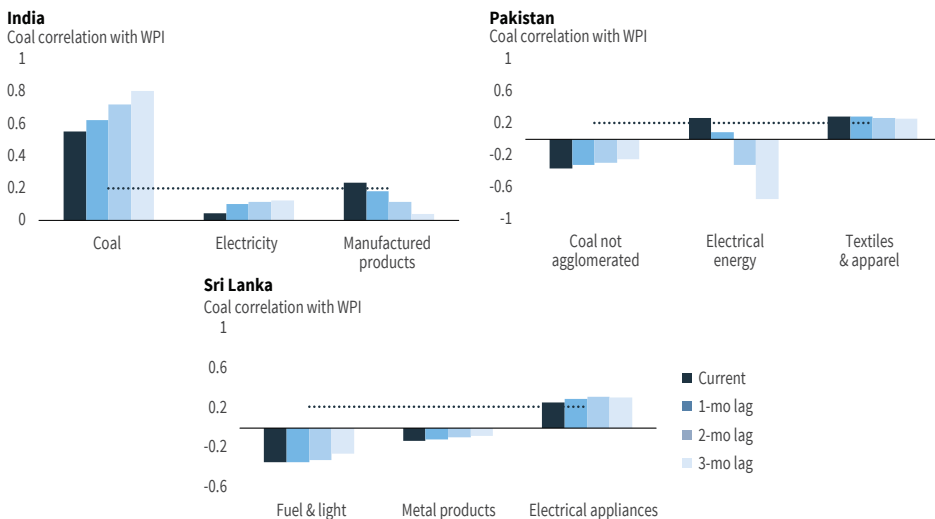 India
Coal correlation with WPI
1
0.8
0.6
0.4
0.2
0
Coal
Electricity
Manufactured
products
Pakistan
Coal correlation with WPI
1
0.6
0.2
-0.2
-0.6
-1
Coal not
agglomerated
Electrical
energy
Textiles
& apparel
Sri Lanka
Coal correlation with WPI
1
0.6
0.2
-0.2
-0.6
Fuel & light
Metal products
Electrical appliances
Current
1-mo lag
2-mo lag
3-mo lag